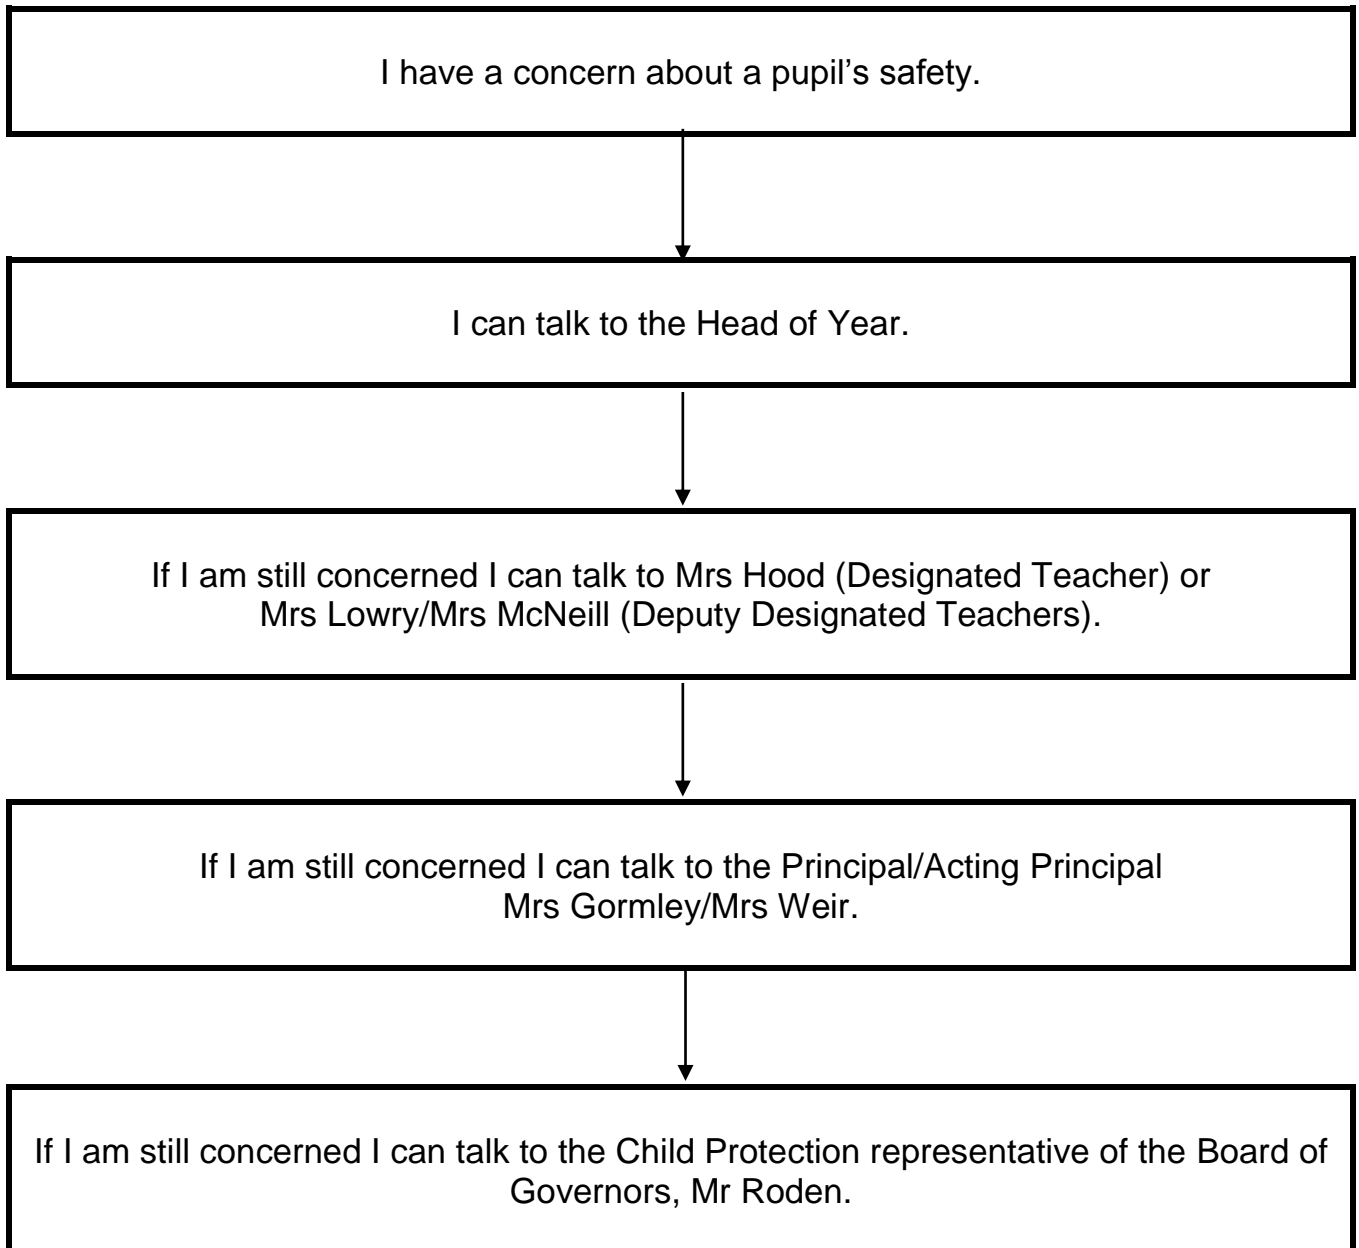 I have a concern about a pupil’s safety.
I can talk to the Head of Year.
If I am still concerned I can talk to Mrs Hood (Designated Teacher) or
Mrs Lowry/Mrs McNeill (Deputy Designated Teachers).
If I am still concerned I can talk to the Principal/Acting Principal
Mrs Gormley/Mrs Weir.
If I am still concerned I can talk to the Child Protection representative of the Board of
Governors, Mr Roden.